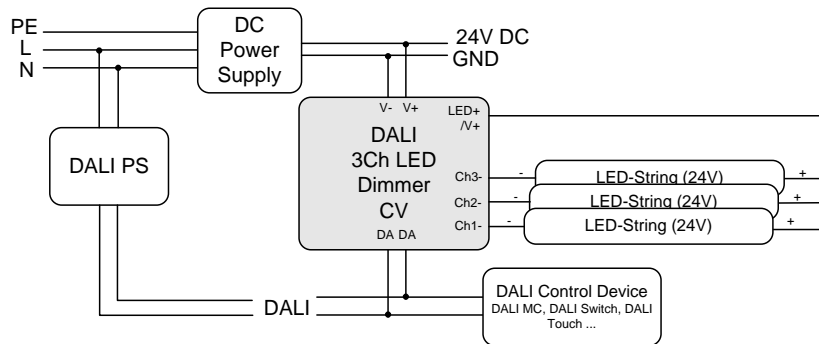 PE
L
N
DC
Power
Supply
24V DC
GND
V- V+
LED+
/V+
DALI
3Ch LED
Dimmer
CV
DA DA
Ch3-
Ch2-
Ch1-
- LED-String (24V) +
- LED-String (24V) +
- LED-String (24V) +
DALI PS
DALI
DALI Control Device
DALI MC, DALI Switch, DALI
Touch ...